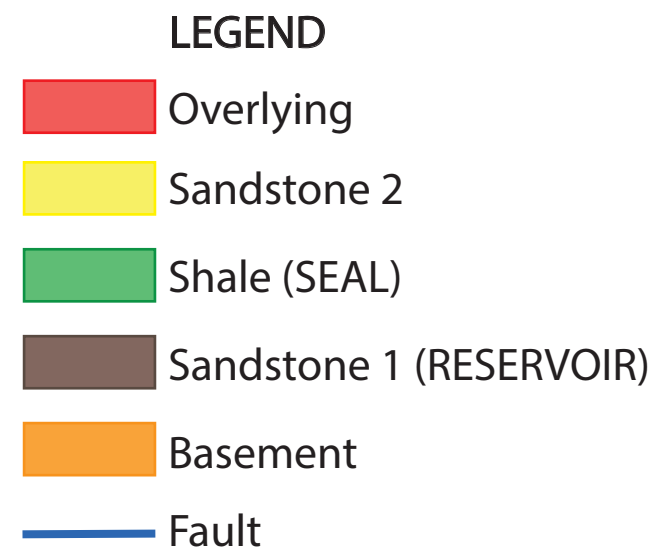 LEGEND
Overlying
Sandstone 2
Shale (SEAL)
Sandstone 1 (RESERVOIR)
Basement
Fault